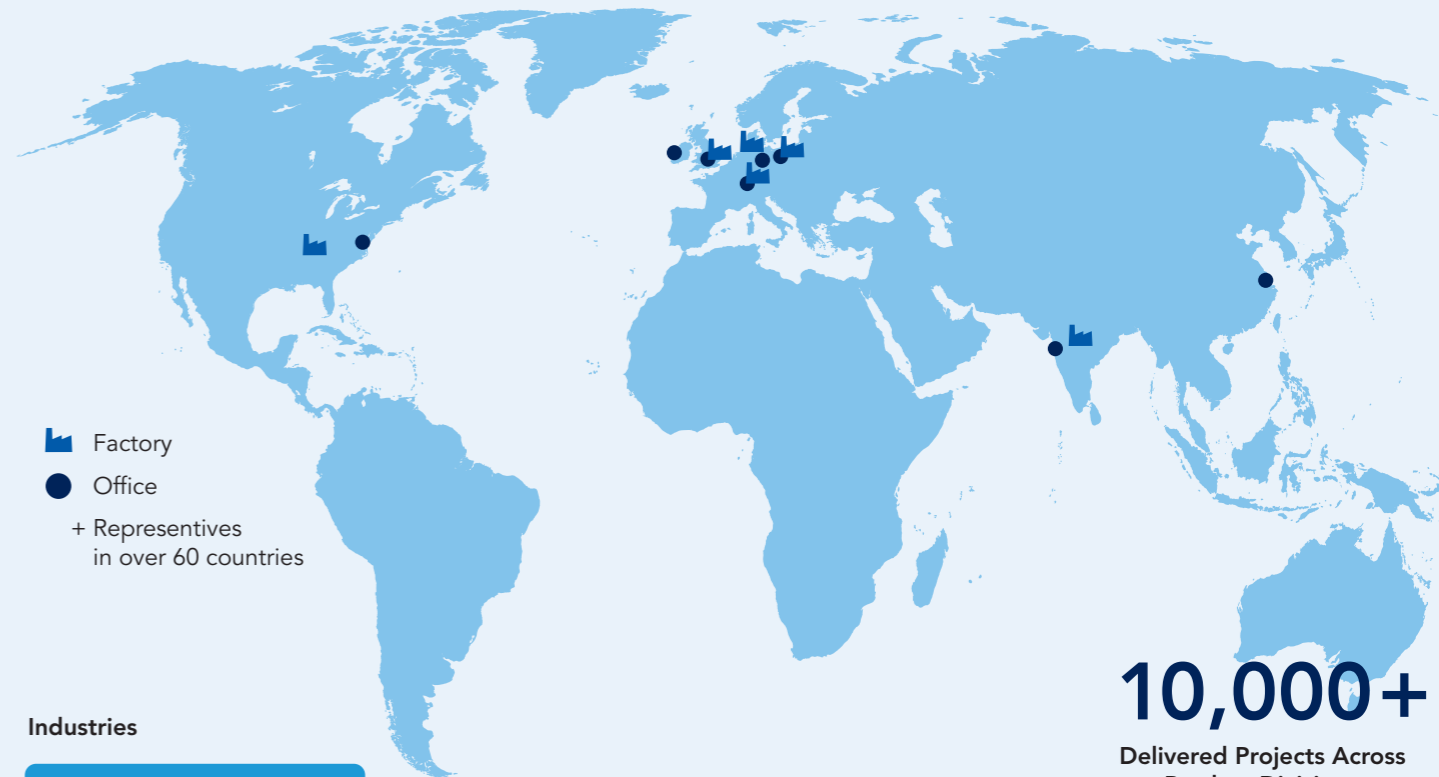 Factory
Office
+ Representives
in over 60 countries
Industries
10,000+
Delivered Projects Across